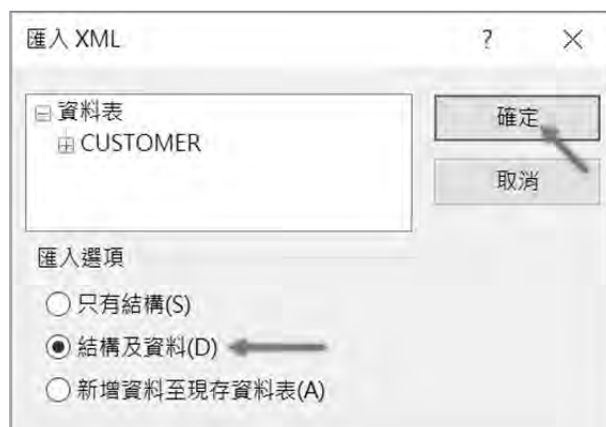 匯入 XML ? ×
資料表
CUSTOMER
確定
取消
匯入選項
只有結構(S)
結構及資料(D)
新增資料至現存資料表(A)